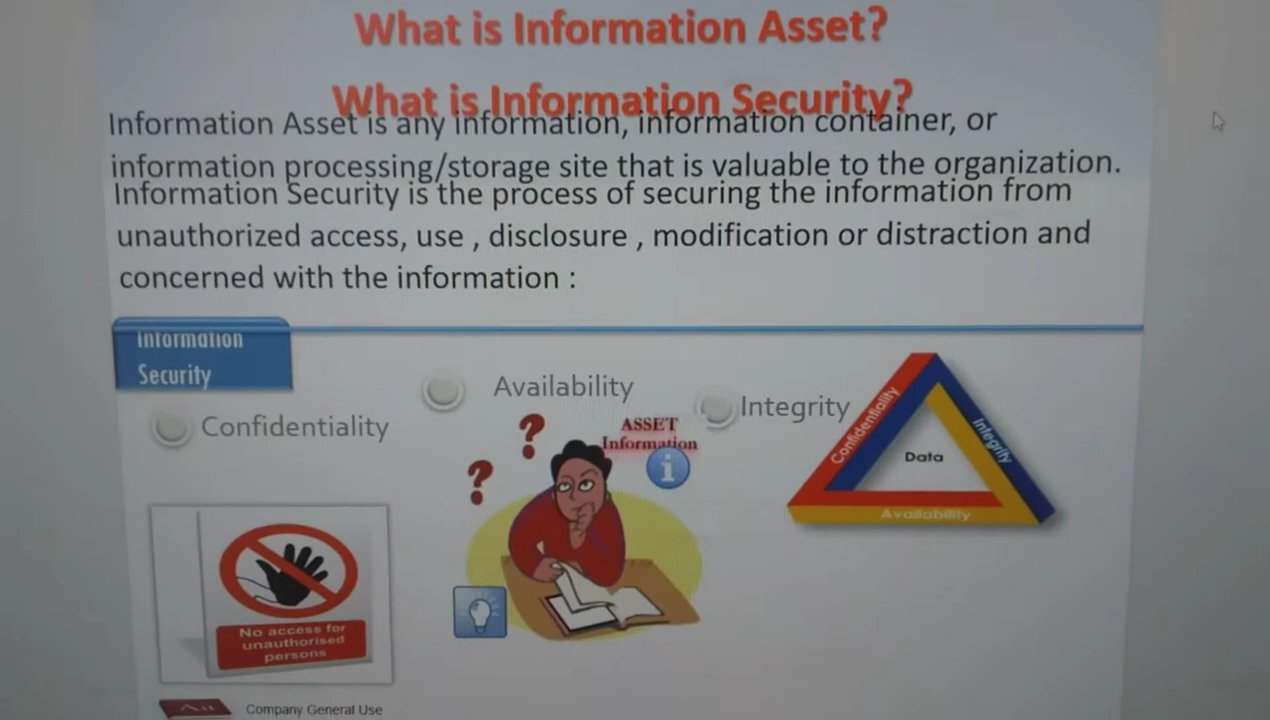 What is Information Asset?
What is Information Security?
Information Asset is any information, information container, or
information processing/storage site that is valuable to the organization.
Information Security is the process of securing the information from
unauthorized access, use , disclosure , modification or distraction and
concerned with the information :
Information
Security
Confidentiality
Availability
Integrity
ASSET
Information
i
Confidentiality
Integrity
Data
Availability
No access for
unauthorised
persons
Company General Use